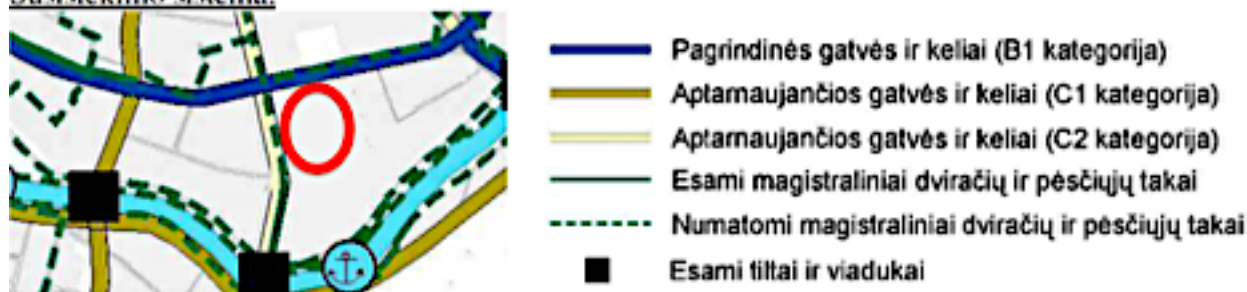 Pagrindinės gatvės ir keliai (B1 kategorija)
Aptarnaujančios gatvės ir keliai (C1 kategorija)
Aptarnaujančios gatvės ir keliai (C2 kategorija)
Esami magistraliniai dviračių ir pėsčiųjų takai
Numatomi magistraliniai dviračių ir pėsčiųjų takai
Esami tiltai ir viadukai